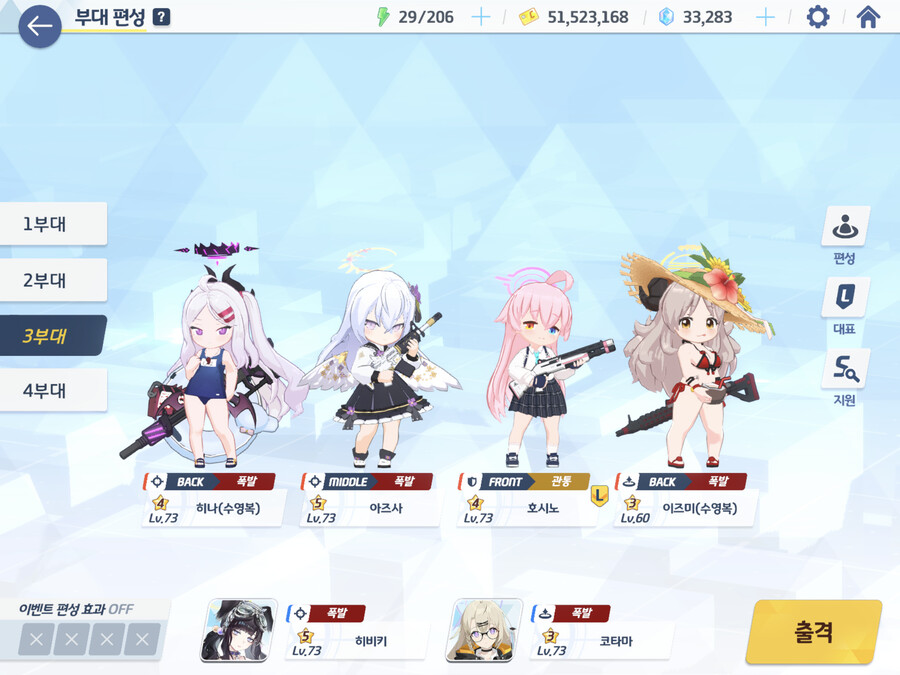 부대 편성 ?
29/206
51,523,168
33,283
1부대
2부대
3부대
4부대
편성
L
대표
지원
BACK 폭발
4
Lv.73 히나(수영복)
MIDDLE 폭발
5
Lv.73 아즈사
FRONT 관통
4
Lv.73 호시노
L
BACK 폭발
3
Lv.60 이즈미(수영복)
이벤트 편성 효과 OFF
폭발
5
Lv.73 히비키
폭발
3
Lv.73 코타마
출격